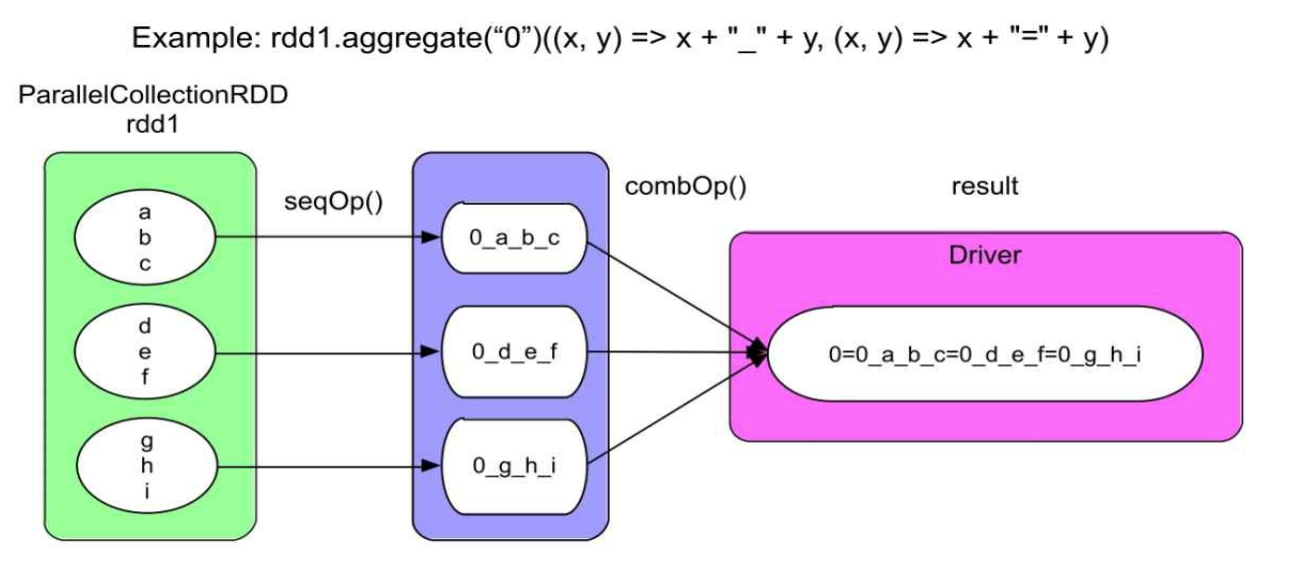 Example: rdd1.aggregate(“0”)((x, y) => x + "_" + y, (x, y) => x + "=" + y)
ParallelCollectionRDD
rdd1
a
b
c
d
e
f
g
h
i
seqOp()
0_a_b_c
0_d_e_f
0_g_h_i
combOp()
result
Driver
0=0_a_b_c=0_d_e_f=0_g_h_i